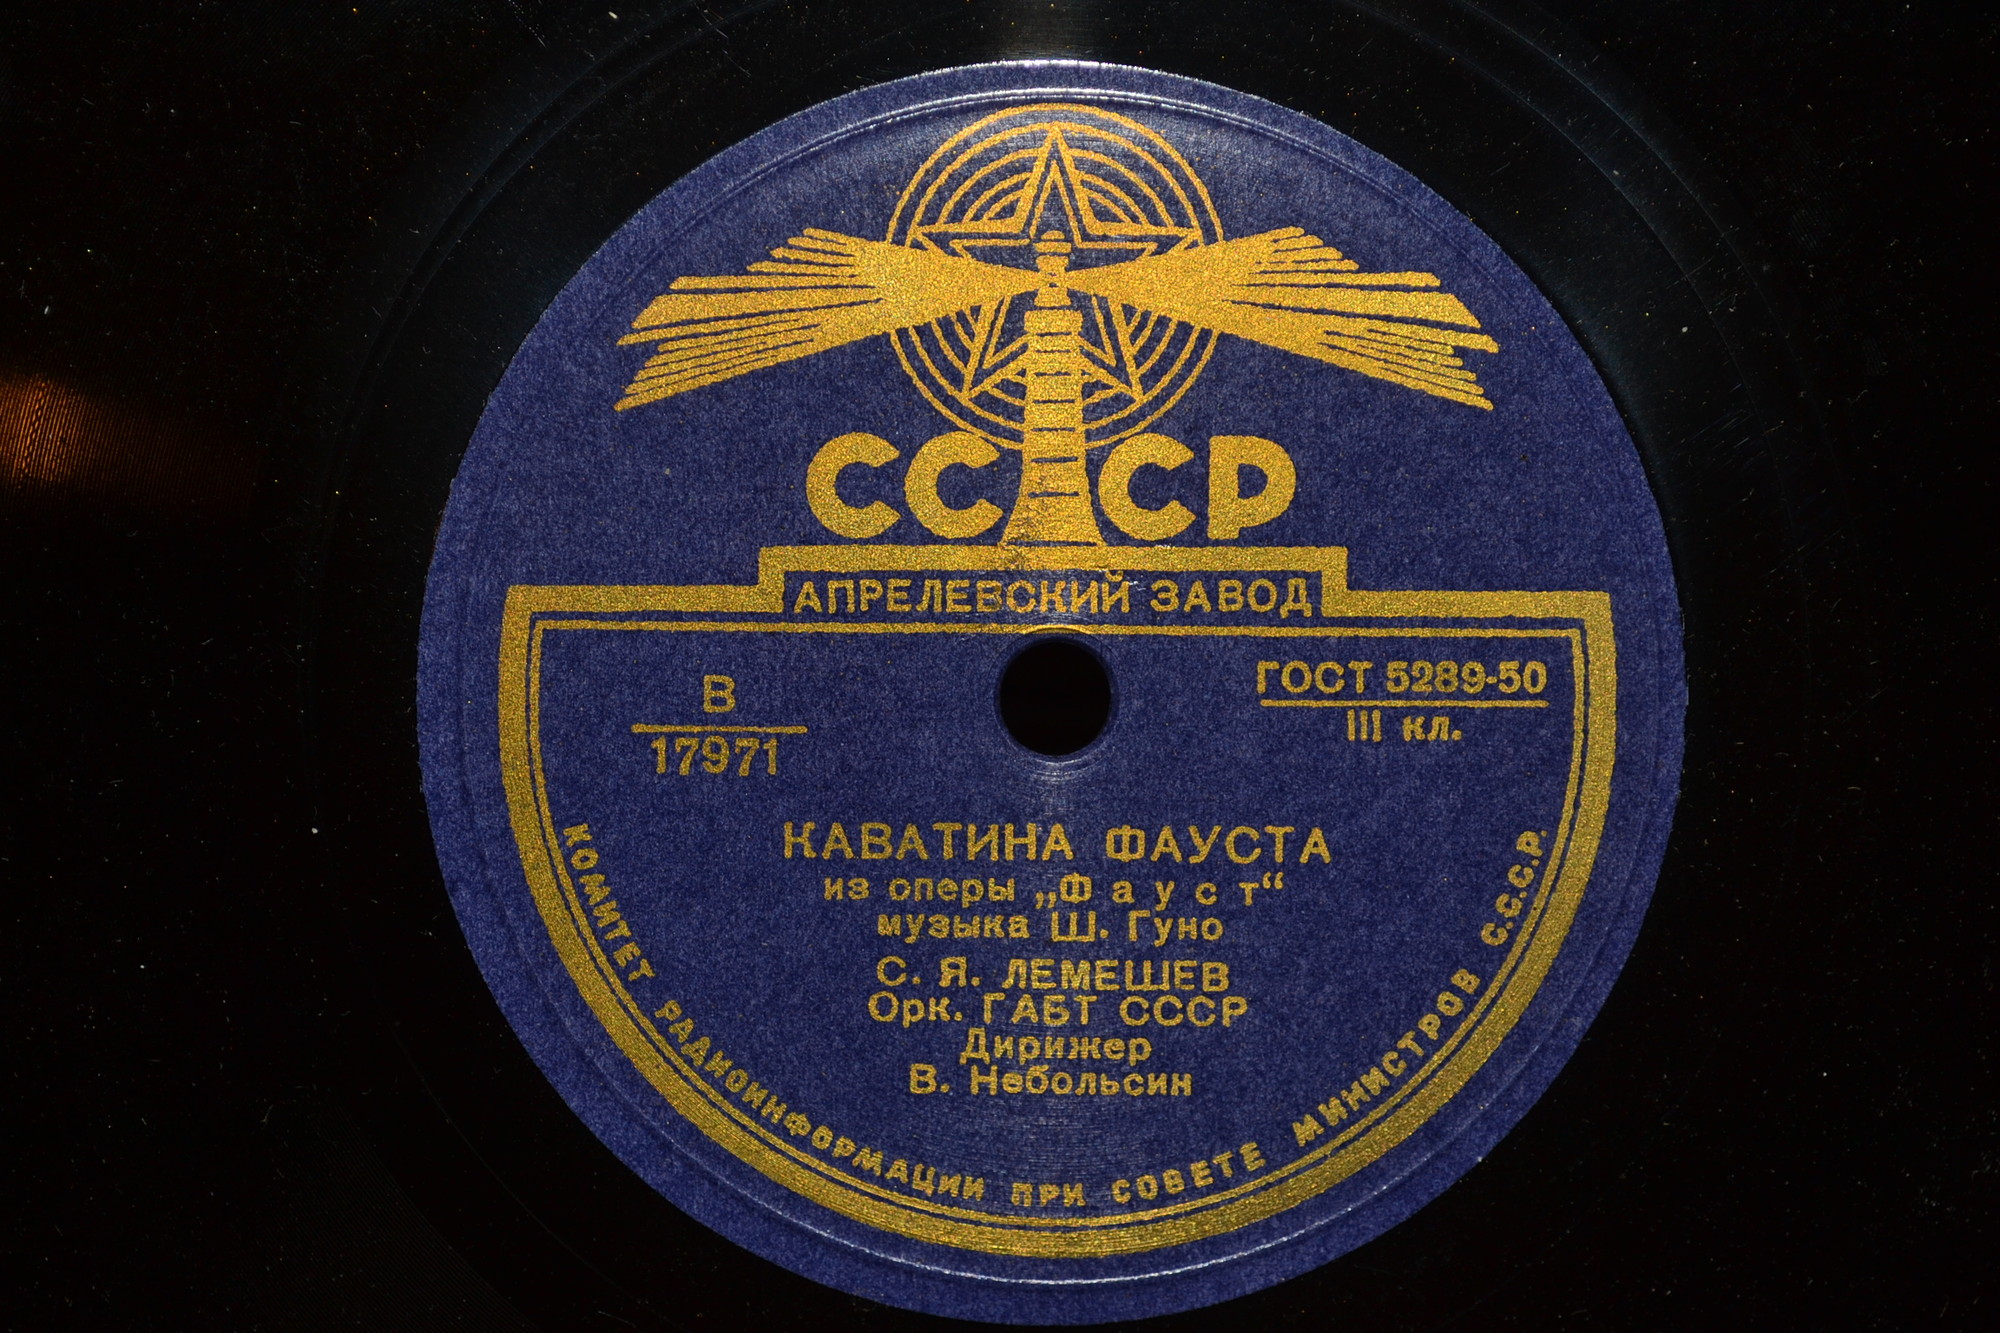 СССР
АПРЕЛЕВСКИЙ ЗАВОД
В
17971
ГОСТ 5289-50
III кл.
КАВАТИНА ФАУСТА
из оперы „Фауст“
музыка Ш. Гуно
С. Я. ЛЕМЕШЕВ
Орк. ГАБТ СССР
Дирижер
В. Небольсин
КОМИТЕТ РАДИОИНФОРМАЦИИ ПРИ СОВЕТЕ МИНИСТРОВ С.С.С.Р.